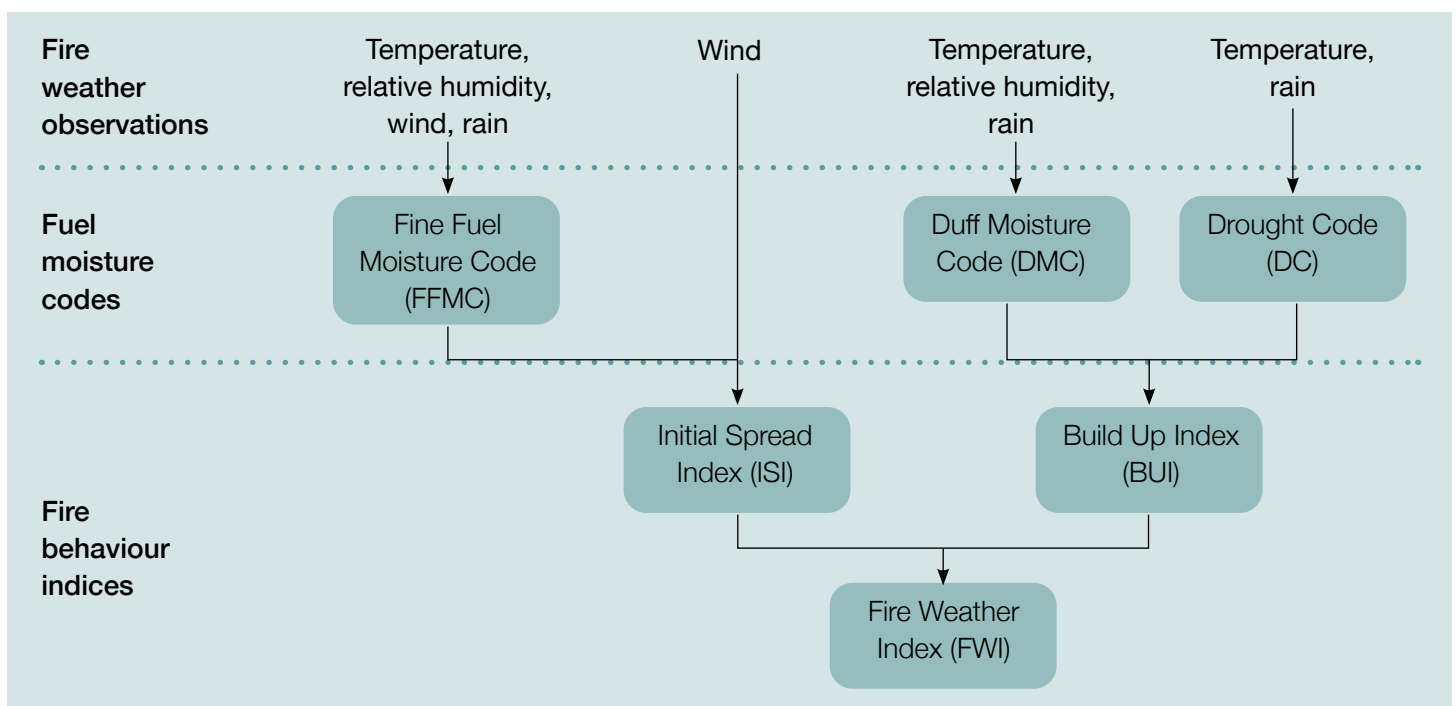 Fire
weather
observations
Temperature,
relative humidity,
wind, rain
Wind
Temperature,
relative humidity,
rain
Temperature,
rain
Fuel
moisture
codes
Fine Fuel
Moisture Code
(FFMC)
Duff Moisture
Code (DMC)
Drought Code
(DC)
Fire
behaviour
indices
Initial Spread
Index (ISI)
Build Up Index
(BUI)
Fire Weather
Index (FWI)